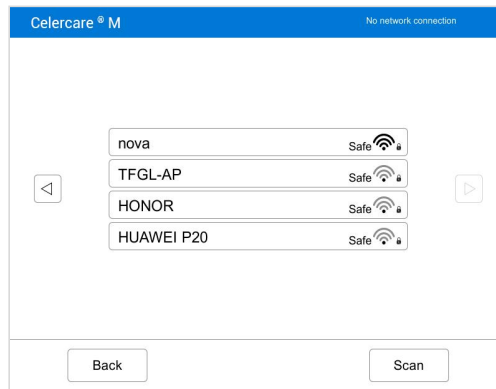 Celercare ® M
No network connection
nova Safe
TFGL-AP Safe
HONOR Safe
HUAWEI P20 Safe
Back
Scan